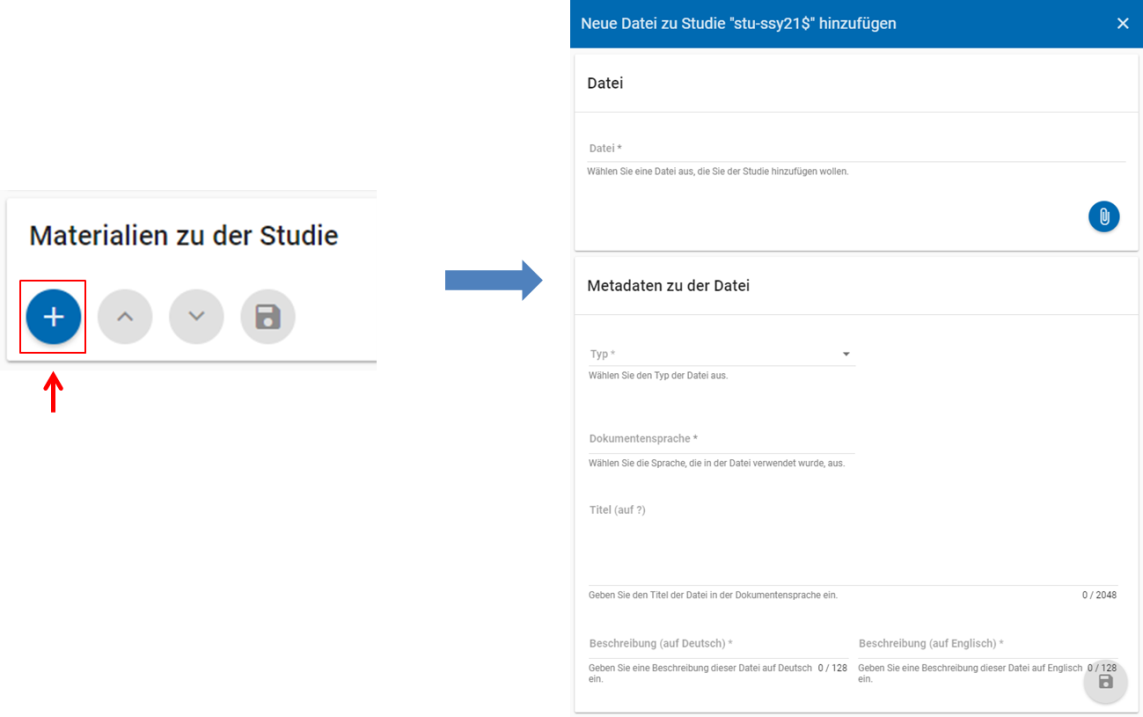 Materialien zu der Studie
Neue Datei zu Studie "stu-ssy21$" hinzufügen
Datei
Datei *
Wählen Sie eine Datei aus, die Sie der Studie hinzufügen wollen.
Metadaten zu der Datei
Typ *
Wählen Sie den Typ der Datei aus.
Dokumentensprache *
Wählen Sie die Sprache, die in der Datei verwendet wurde, aus.
Titel (auf ?)
Geben Sie den Titel der Datei in der Dokumentensprache ein. 0 / 2048
Beschreibung (auf Deutsch) *
Geben Sie eine Beschreibung dieser Datei auf Deutsch 0 / 128
ein.
Beschreibung (auf Englisch) *
Geben Sie eine Beschreibung dieser Datei auf Englisch 0 / 128
ein.